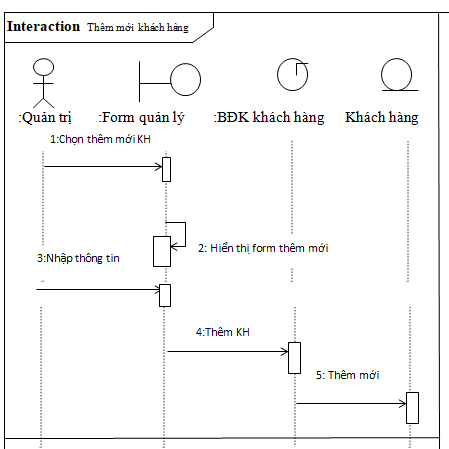 Interaction Thêm mới khách hàng
:Quản trị :Form quản lý :BĐK khách hàng Khách hàng
1:Chọn thêm mới KH
2: Hiển thị form thêm mới
3:Nhập thông tin
4:Thêm KH
5: Thêm mới